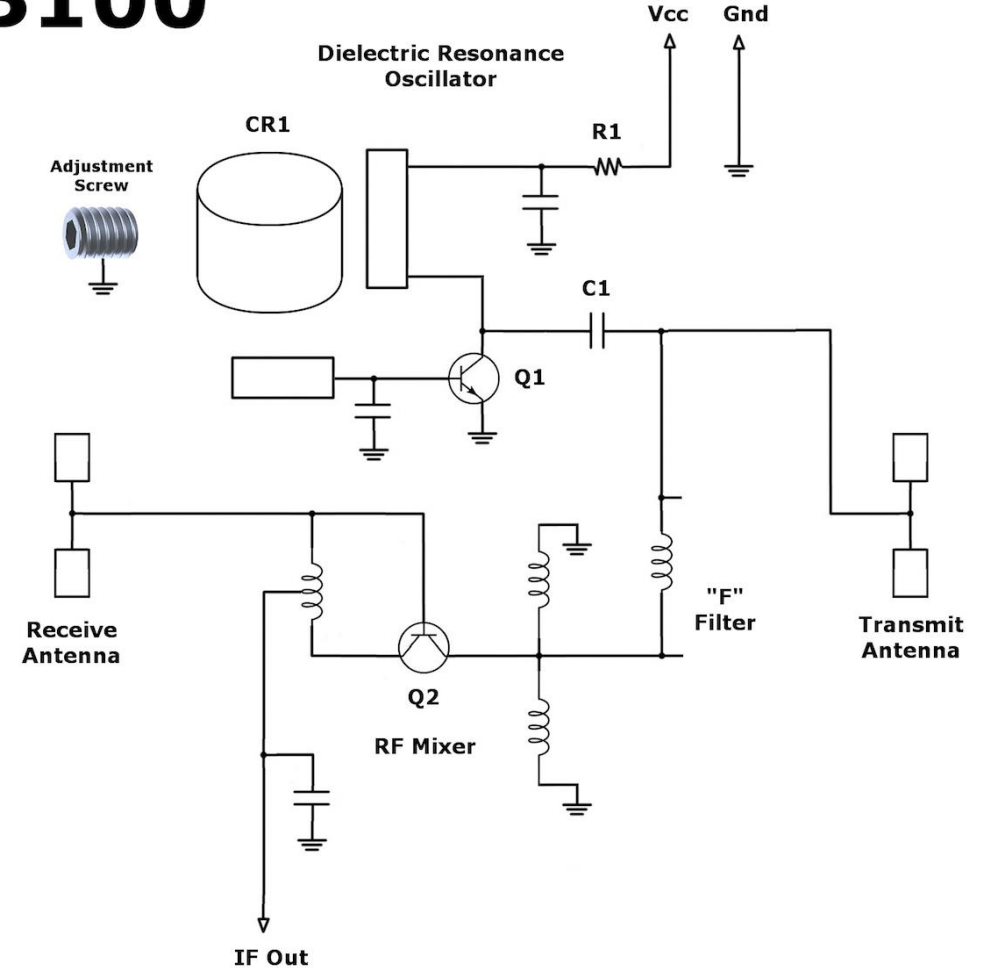 Vcc Gnd
Dielectric Resonance
Oscillator
CR1
R1
Adjustment
Screw
C1
Q1
"F"
Filter
Receive
Antenna
Transmit
Antenna
Q2
RF Mixer
IF Out